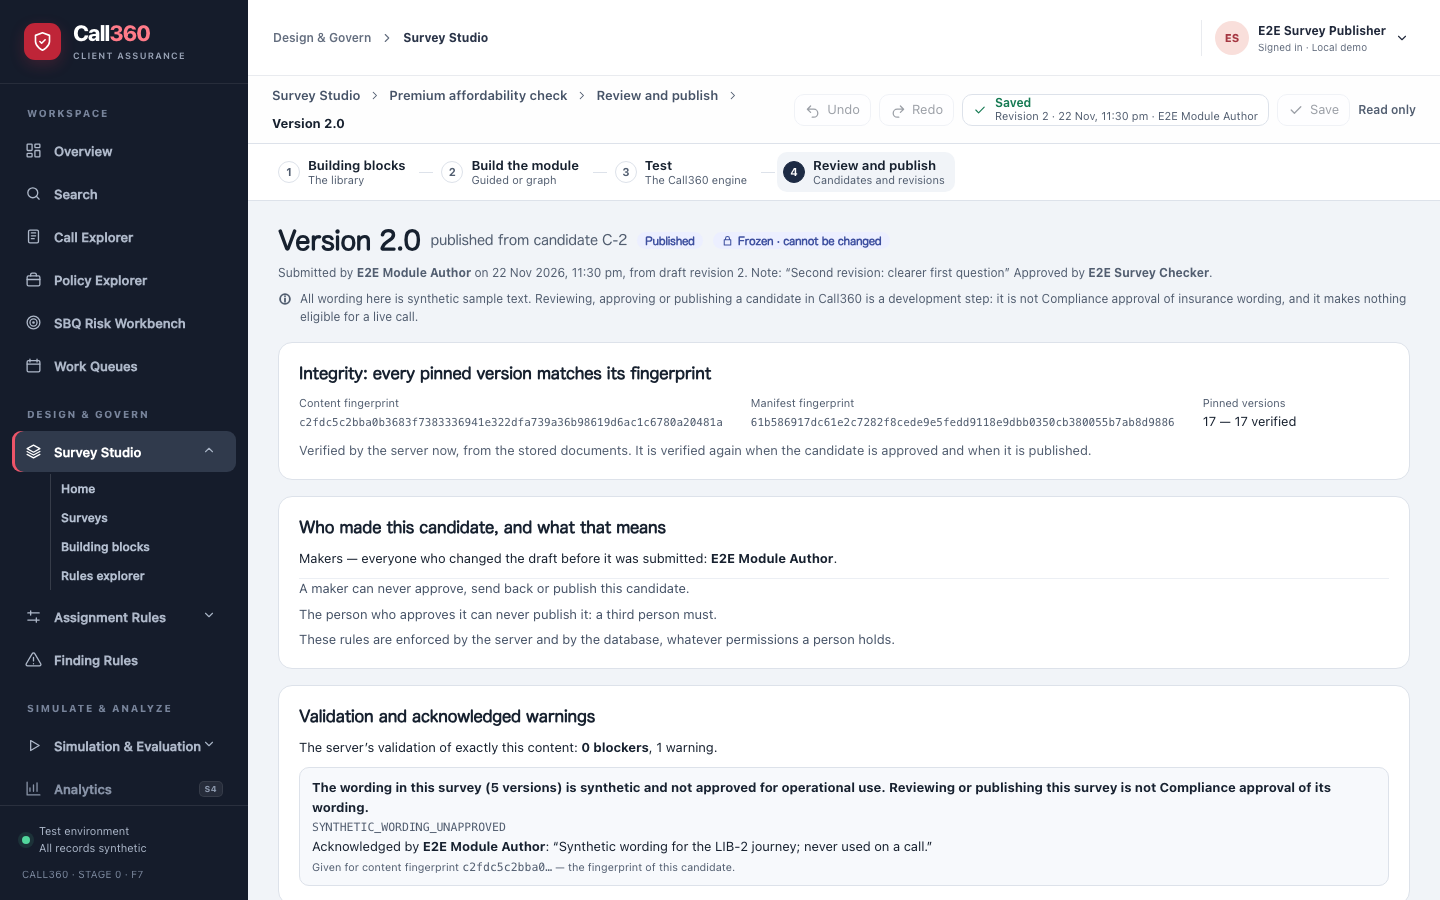 Call360
CLIENT ASSURANCE
WORKSPACE
Overview
Search
Call Explorer
Policy Explorer
SBQ Risk Workbench
Work Queues
DESIGN & GOVERN
Survey Studio
Home
Surveys
Building blocks
Rules explorer
Assignment Rules
Finding Rules
SIMULATE & ANALYZE
Simulation & Evaluation
Analytics S4
Test environment
All records synthetic
CALL360 · STAGE 0 · F7
Design & Govern > Survey Studio
ES
E2E Survey Publisher
Signed in · Local demo
Survey Studio > Premium affordability check > Review and publish >
Version 2.0
Undo
Redo
Saved
Revision 2 · 22 Nov, 11:30 pm · E2E Module Author
Save
Read only
1 Building blocks
The library
2 Build the module
Guided or graph
3 Test
The Call360 engine
4 Review and publish
Candidates and revisions
Version 2.0 published from candidate C-2 Published Frozen · cannot be changed
Submitted by E2E Module Author on 22 Nov 2026, 11:30 pm, from draft revision 2. Note: “Second revision: clearer first question” Approved by E2E Survey Checker.
All wording here is synthetic sample text. Reviewing, approving or publishing a candidate in Call360 is a development step: it is not Compliance approval of insurance wording, and it makes nothing
eligible for a live call.
Integrity: every pinned version matches its fingerprint
Content fingerprint
c2fdc5c2bba0b3683f7383336941e322dfa739a36b98619d6ac1c6780a20481a
Manifest fingerprint
61b586917dc61e2c7282f8cede9e5fedd9118e9dbb0350cb380055b7ab8d9886
Pinned versions
17 — 17 verified
Verified by the server now, from the stored documents. It is verified again when the candidate is approved and when it is published.
Who made this candidate, and what that means
Makers — everyone who changed the draft before it was submitted: E2E Module Author.
A maker can never approve, send back or publish this candidate.
The person who approves it can never publish it: a third person must.
These rules are enforced by the server and by the database, whatever permissions a person holds.
Validation and acknowledged warnings
The server’s validation of exactly this content: 0 blockers, 1 warning.
The wording in this survey (5 versions) is synthetic and not approved for operational use. Reviewing or publishing this survey is not Compliance approval of its
wording.
SYNTHETIC_WORDING_UNAPPROVED
Acknowledged by E2E Module Author: “Synthetic wording for the LIB-2 journey; never used on a call.”
Given for content fingerprint c2fdc5c2bba0… — the fingerprint of this candidate.